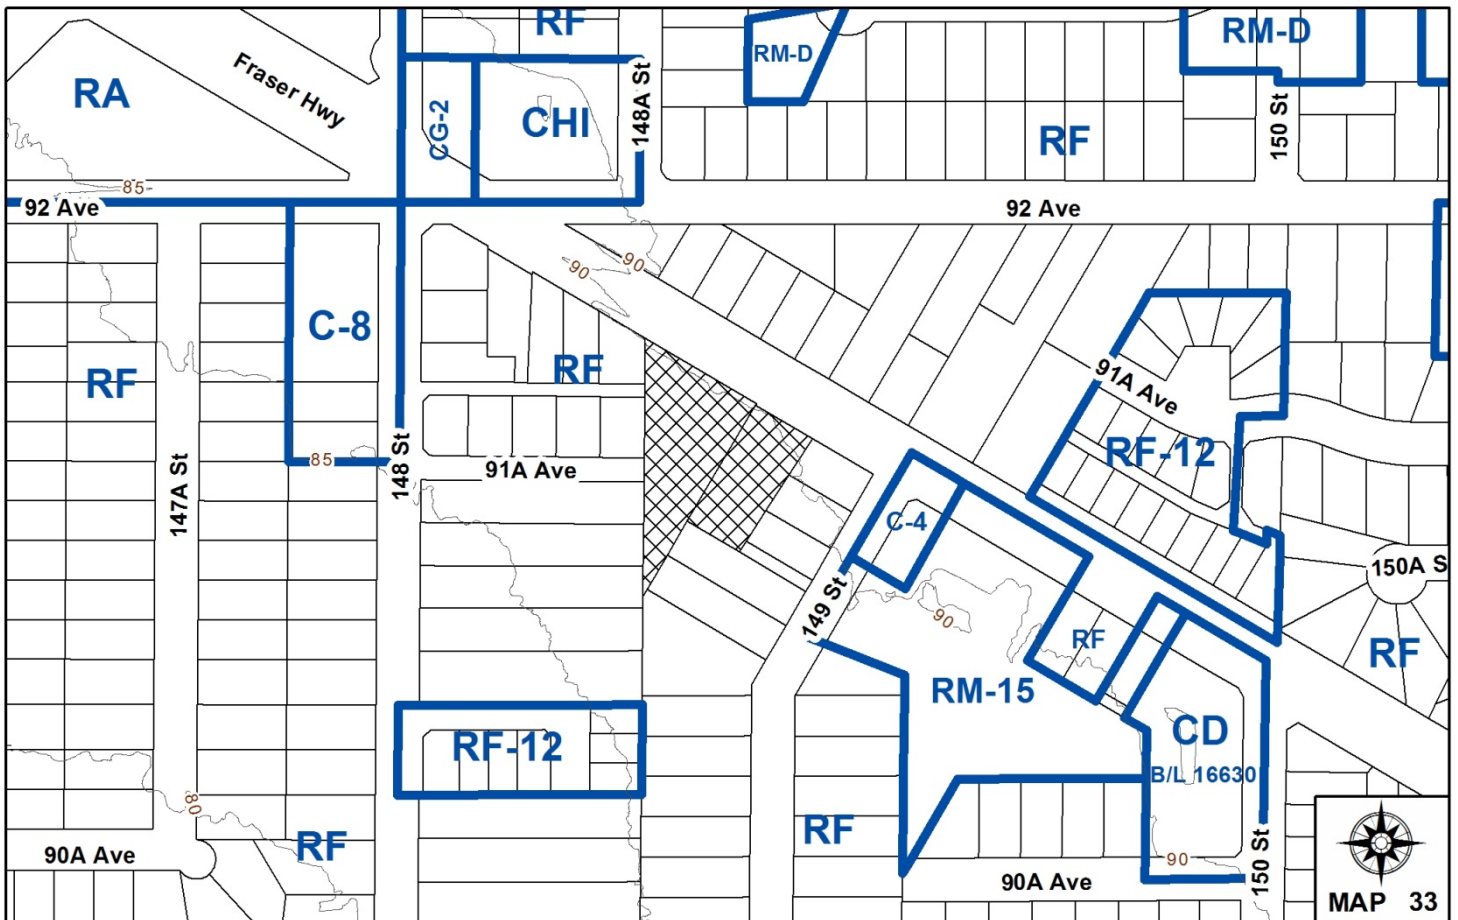 RF
RM-D
RM-D
RA
Fraser Hwy
CG-2
CHI
148A St
RF
150 St
85
92 Ave
92 Ave
90
90
C-8
RF
RF
91A Ave
RF-12
85
148 St
91A Ave
147A St
C-4
150A S
149 St
90
RF
RF
RM-15
RF-12
CD
B/L 16630
80
RF
RF
90A Ave
90
150 St
90A Ave
MAP 33